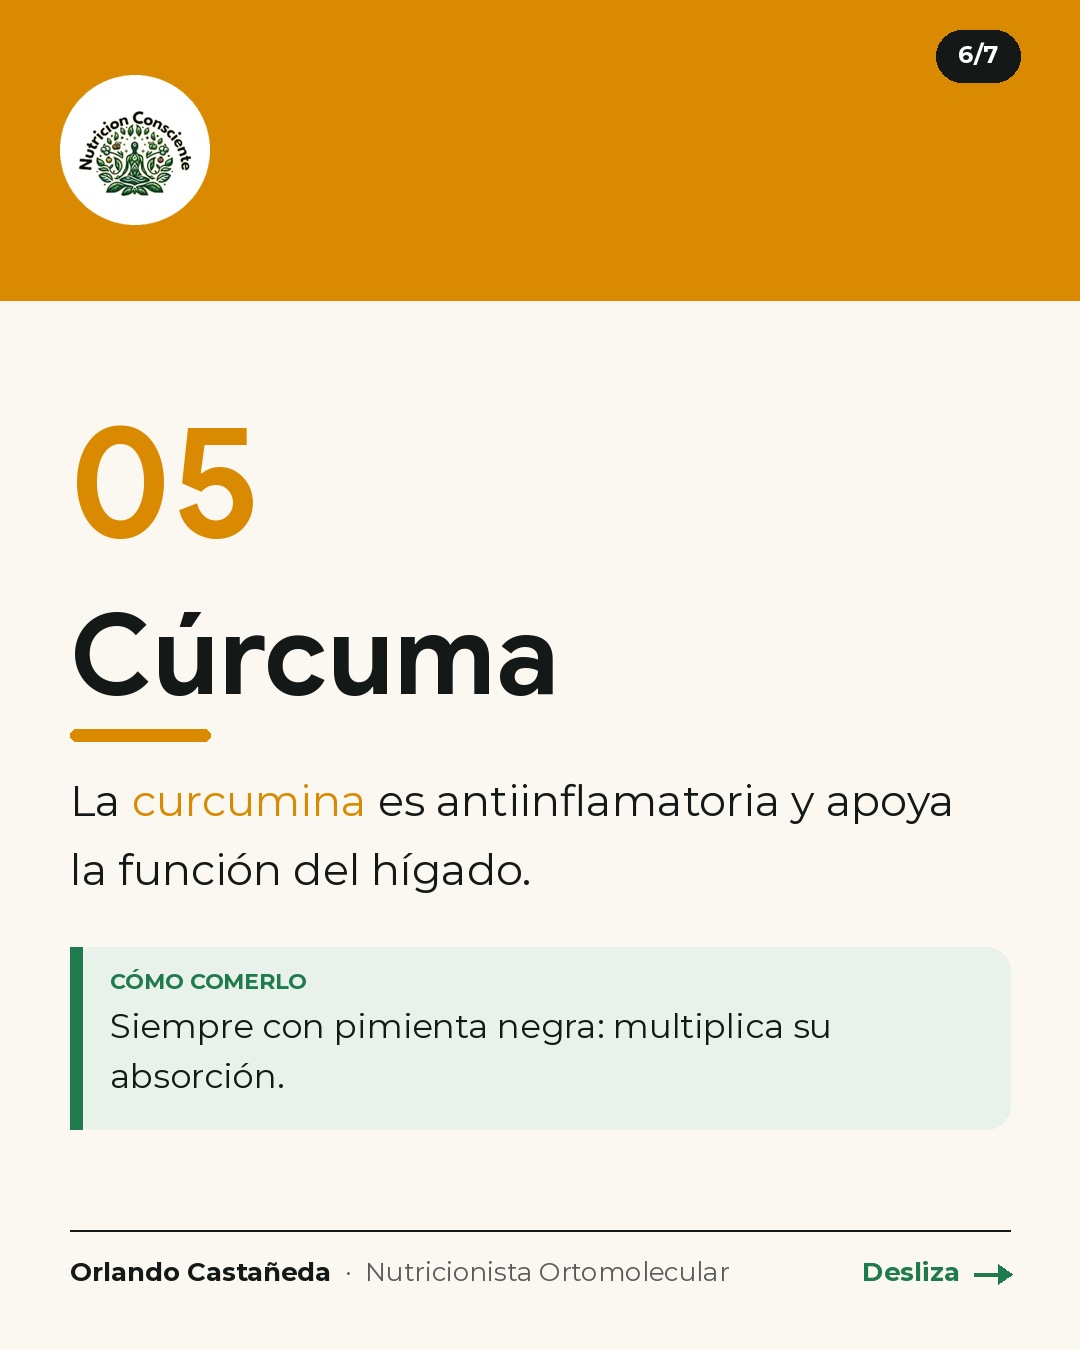 6/7
Nutricion Consciente
05
Cúrcuma
La curcumina es antiinflamatoria y apoya
la función del hígado.
CÓMO COMERLO
Siempre con pimienta negra: multiplica su
absorción.
Orlando Castañeda · Nutricionista Ortomolecular
Desliza →